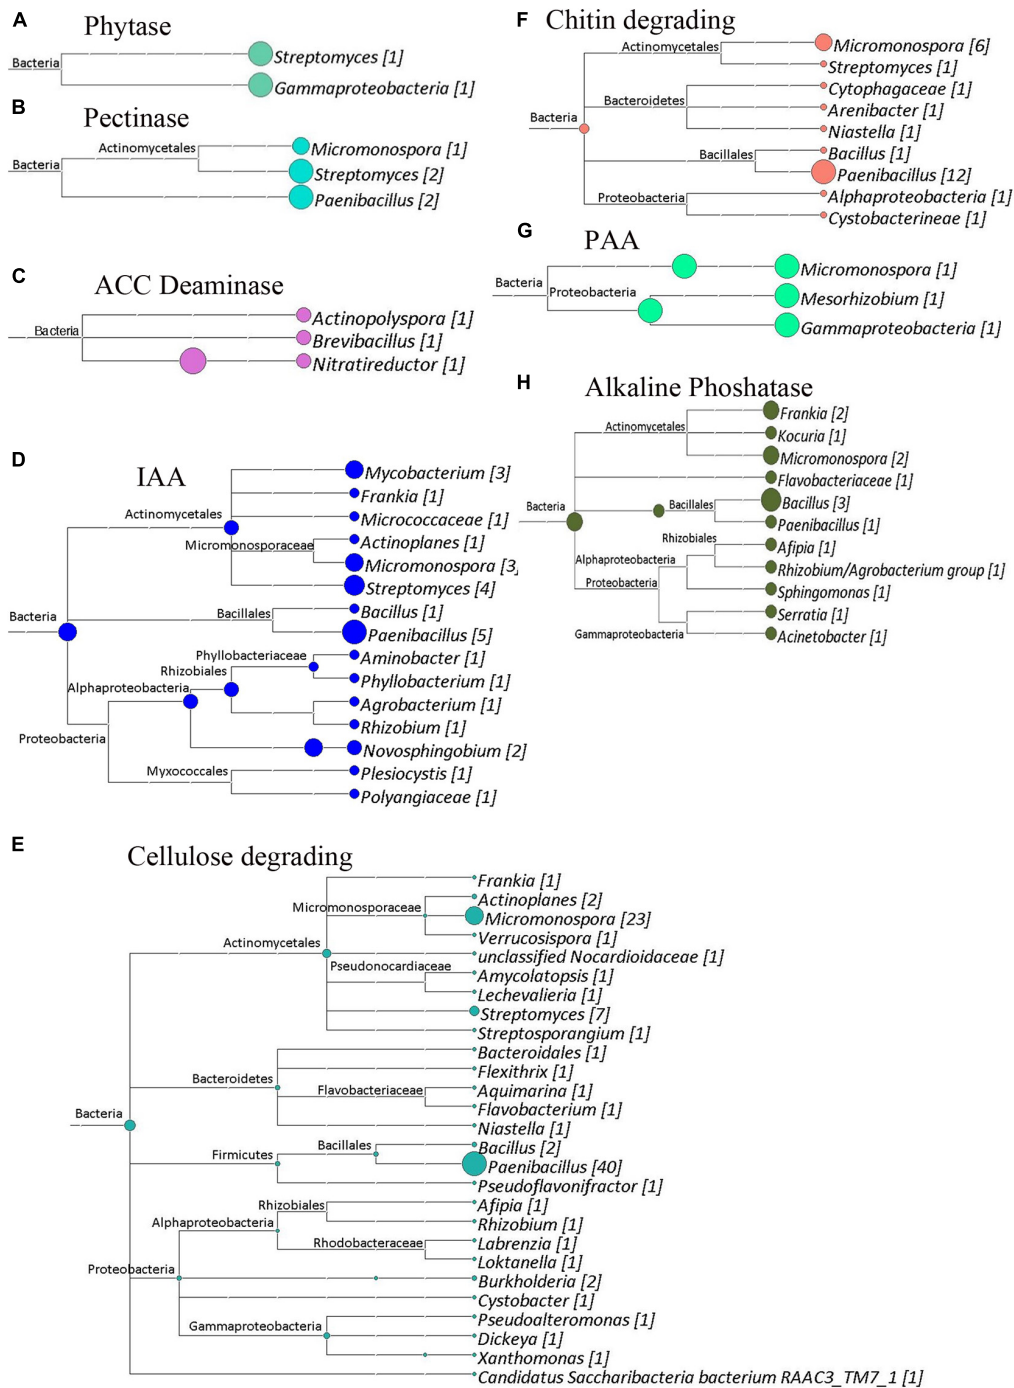 A
Phytase
Bacteria
Streptomyces [1]
Gammaproteobacteria [1]
B
Pectinase
Bacteria
Actinomycetales
Micromonospora [1]
Streptomyces [2]
Paenibacillus [2]
C
ACC Deaminase
Bacteria
Actinopolyspora [1]
Brevibacillus [1]
Nitratireductor [1]
D
IAA
Bacteria
Actinomycetales
Mycobacterium [3]
Frankia [1]
Micrococcaceae [1]
Micromonosporaceae
Actinoplanes [1]
Micromonospora [3]
Streptomyces [4]
Bacillales
Bacillus [1]
Paenibacillus [5]
Proteobacteria
Alphaproteobacteria
Rhizobiales
Phyllobacteriaceae
Aminobacter [1]
Phyllobacterium [1]
Agrobacterium [1]
Rhizobium [1]
Novosphingobium [2]
Myxococcales
Plesiocystis [1]
Polyangiaceae [1]
E
Cellulose degrading
Bacteria
Actinomycetales
Frankia [1]
Micromonosporaceae
Actinoplanes [2]
Micromonospora [23]
Verrucosispora [1]
unclassified Nocardioidaceae [1]
Pseudonocardiaceae
Amycolatopsis [1]
Lechevalieria [1]
Streptomyces [7]
Streptosporangium [1]
Bacteroidetes
Bacteroidales [1]
Flexithrix [1]
Flavobacteriaceae
Aquimarina [1]
Flavobacterium [1]
Niastella [1]
Firmicutes
Bacillales
Bacillus [2]
Paenibacillus [40]
Pseudoflavonifractor [1]
Proteobacteria
Alphaproteobacteria
Rhizobiales
Afipia [1]
Rhizobium [1]
Rhodobacteraceae
Labrenzia [1]
Loktanella [1]
Burkholderia [2]
Cystobacter [1]
Gammaproteobacteria
Pseudoalteromonas [1]
Dickeya [1]
Xanthomonas [1]
Candidatus Saccharibacteria bacterium RAAC3_TM7_1 [1]
F
Chitin degrading
Bacteria
Actinomycetales
Micromonospora [6]
Streptomyces [1]
Bacteroidetes
Cytophagaceae [1]
Arenibacter [1]
Niastella [1]
Bacillales
Bacillus [1]
Paenibacillus [12]
Proteobacteria
Alphaproteobacteria [1]
Cystobacterineae [1]
G
PAA
Bacteria
Micromonospora [1]
Proteobacteria
Mesorhizobium [1]
Gammaproteobacteria [1]
H
Alkaline Phoshatase
Bacteria
Actinomycetales
Frankia [2]
Kocuria [1]
Micromonospora [2]
Flavobacteriaceae [1]
Bacillales
Bacillus [3]
Paenibacillus [1]
Proteobacteria
Alphaproteobacteria
Rhizobiales
Afipia [1]
Rhizobium/Agrobacterium group [1]
Sphingomonas [1]
Gammaproteobacteria
Serratia [1]
Acinetobacter [1]